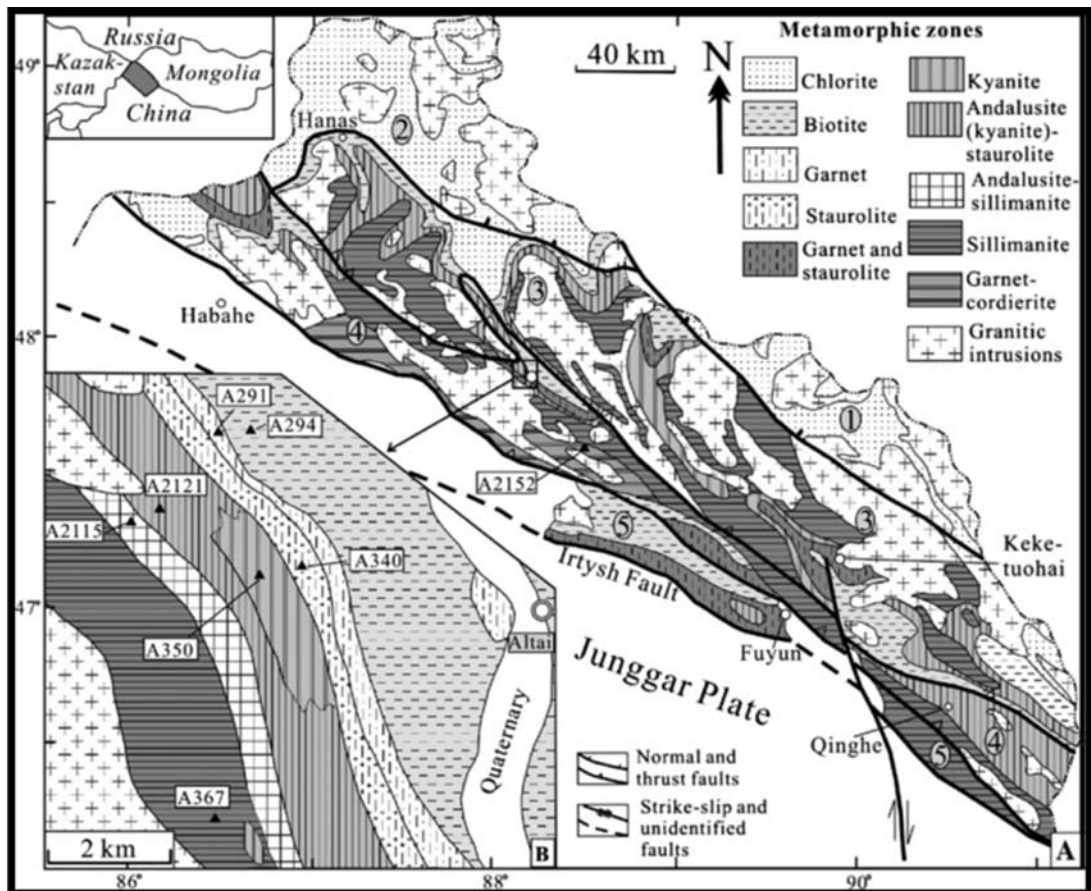 Russia
Kazak-
stan
Mongolia
China
49°
48°
47°
86°
88°
90°
40 km
N
Metamorphic zones
Chlorite
Biotite
Garnet
Staurolite
Garnet and
staurolite
Kyanite
Andalusite
(kyanite)-
staurolite
Andalusite-
sillimanite
Sillimanite
Garnet-
cordierite
Granitic
intrusions
Hanas
2
3
Habahe
4
1
A2152
3
5
Keke-
tuohai
Irtysh Fault
Fuyun
Junggar Plate
Qinghe
4
5
Normal and
thrust faults
Strike-slip and
unidentified
faults
A
A291
A294
A2121
A2115
A340
A350
Altai
Quaternary
A367
2 km
B